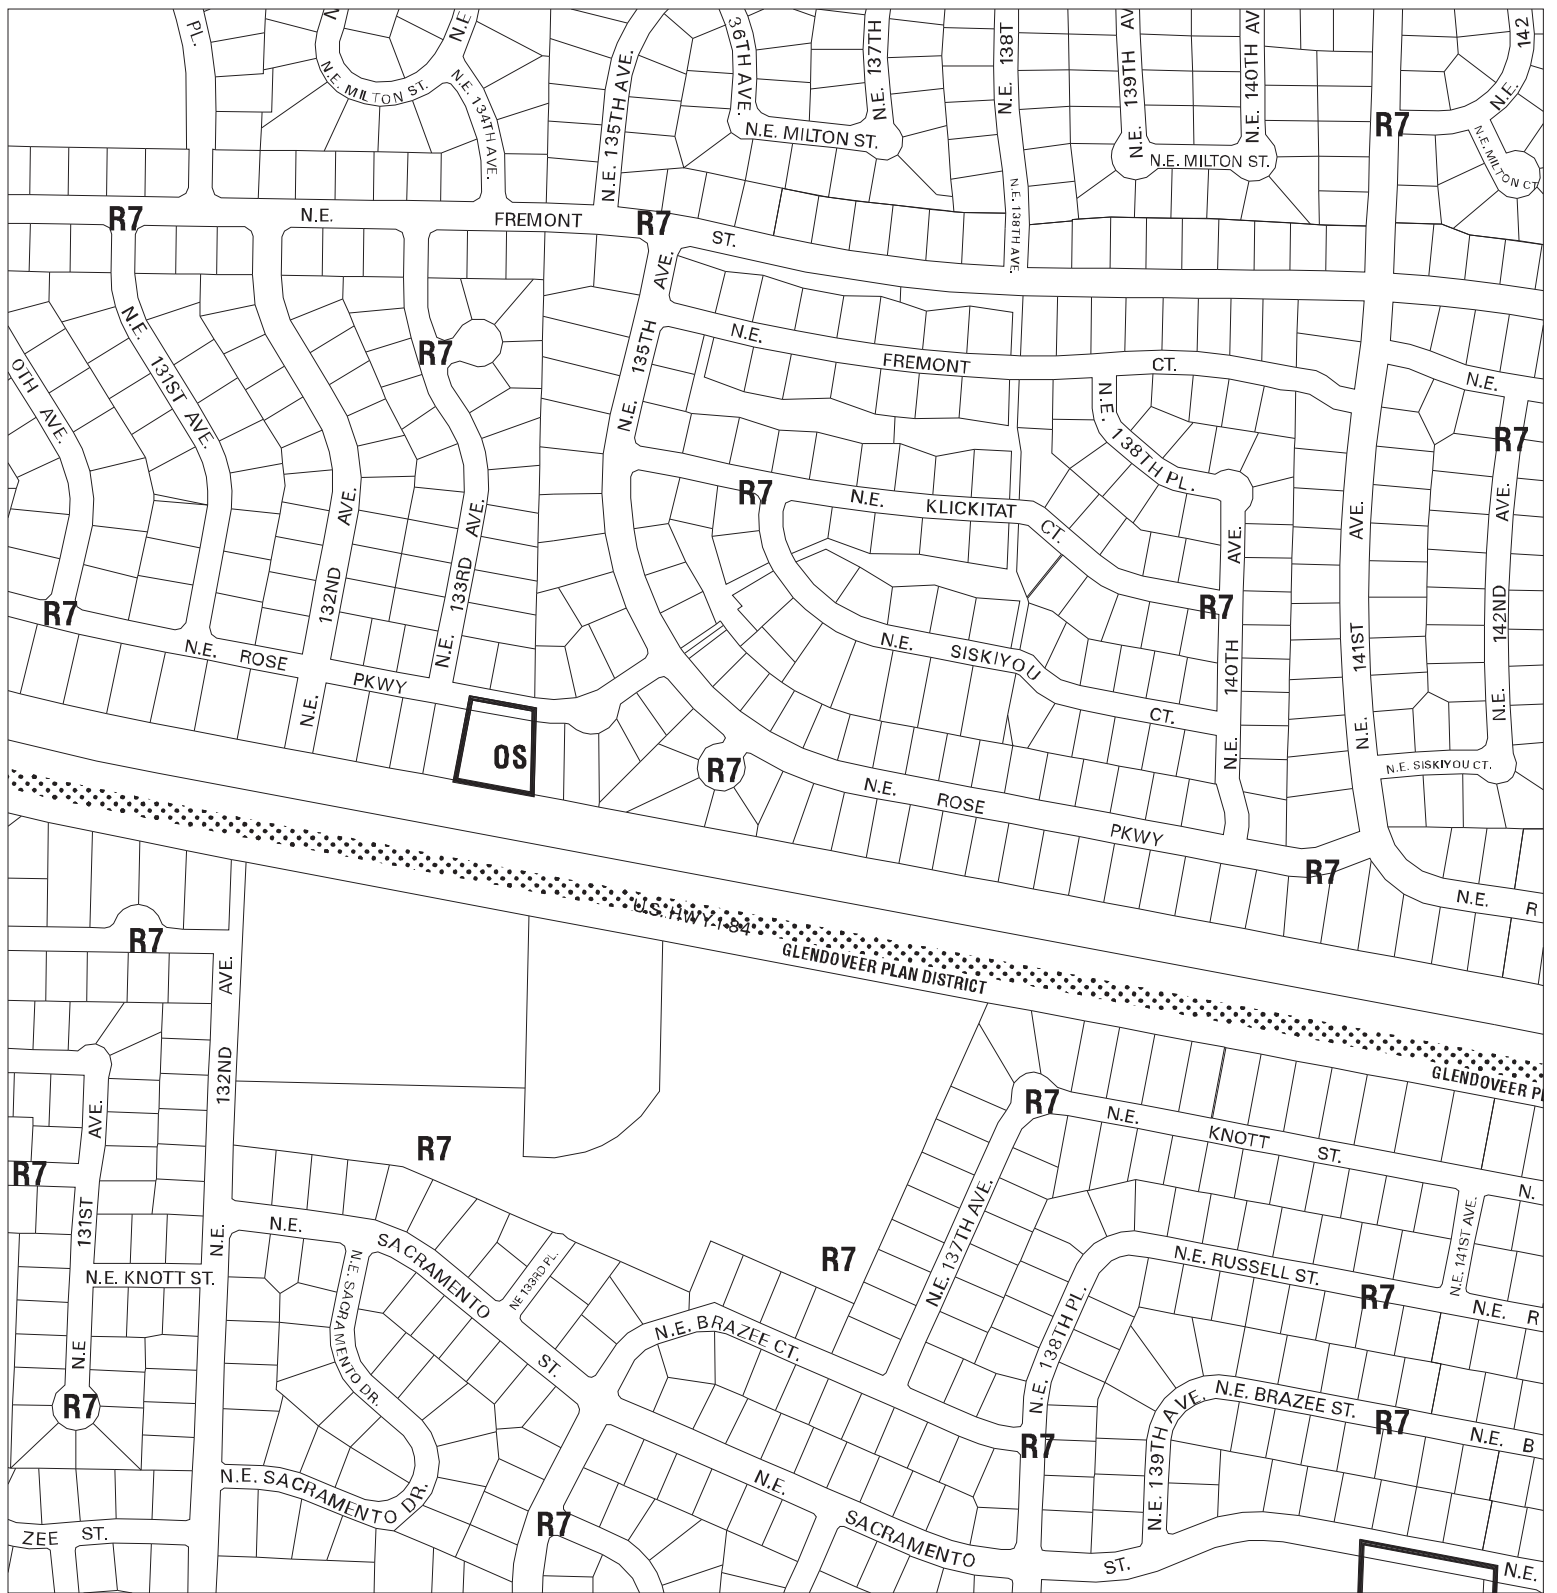 PL.
N.E. MILTON ST.
N.E.
N.E. 134TH AVE.
N.E. 135TH AVE.
36TH AVE.
N.E. MILTON ST.
N.E. 137TH
N.E. 138T
N.E. 138TH AVE.
N.E. 139TH AV
N.E. MILTON ST.
N.E. 140TH AV
R7
142
N.E.
N.E. MILTON CT.
R7
N.E. FREMONT ST.
R7
N.E. 131ST AVE.
0TH AVE.
R7
N.E. 135TH AVE.
N.E. FREMONT CT.
N.E. 138TH PL.
N.E.
R7
R7
N.E. KLICKITAT CT.
N.E. 132ND AVE.
N.E. 133RD AVE.
N.E. 140TH AVE.
N.E. 141ST AVE.
N.E. 142ND AVE.
R7
R7
N.E. ROSE PKWY
N.E. SISKIYOU CT.
N.E. SISKIYOU CT.
OS
R7
N.E. ROSE PKWY
R7
N.E. R
U.S. HWY I-84
GLENDOVEER PLAN DISTRICT
GLENDOVEER PL
R7
N.E. 132ND AVE.
N.E. 131ST AVE.
R7
R7
R7
N.E. KNOTT ST.
N.
N.E. SACRAMENTO ST.
NE 133RD PL.
R7
N.E. 137TH AVE.
N.E. RUSSELL ST.
N.E. 141ST AVE.
N.E. KNOTT ST.
N.E. SACRAMENTO DR.
R7
N.E. R
N.E. BRAZEE CT.
N.E. 138TH PL.
R7
N.E. BRAZEE ST.
R7
N.E. B
R7
N.E. 139TH AVE.
N.E. SACRAMENTO DR.
R7
N.E. SACRAMENTO ST.
ZEE ST.
N.E.